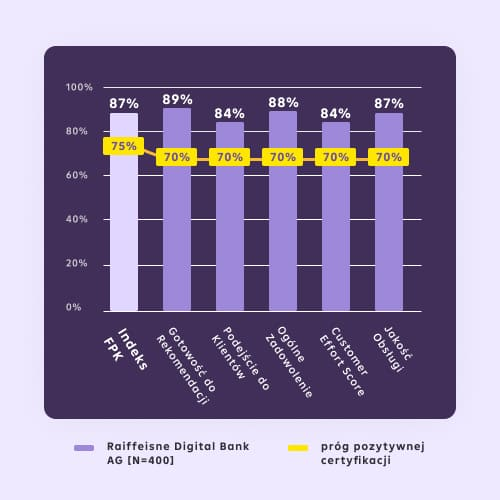 100%
80%
60%
40%
20%
0%
87%
89%
84%
88%
84%
87%
75%
70%
70%
70%
70%
70%
Indeks
FPK
Gotowość do
Rekomendacji
Podejście do
Klientów
Ogólne
Zadowolenie
Customer
Effort Score
Jakość
Obsługi
Raiffeisne Digital Bank
AG [N=400]
próg pozytywnej
certyfikacji